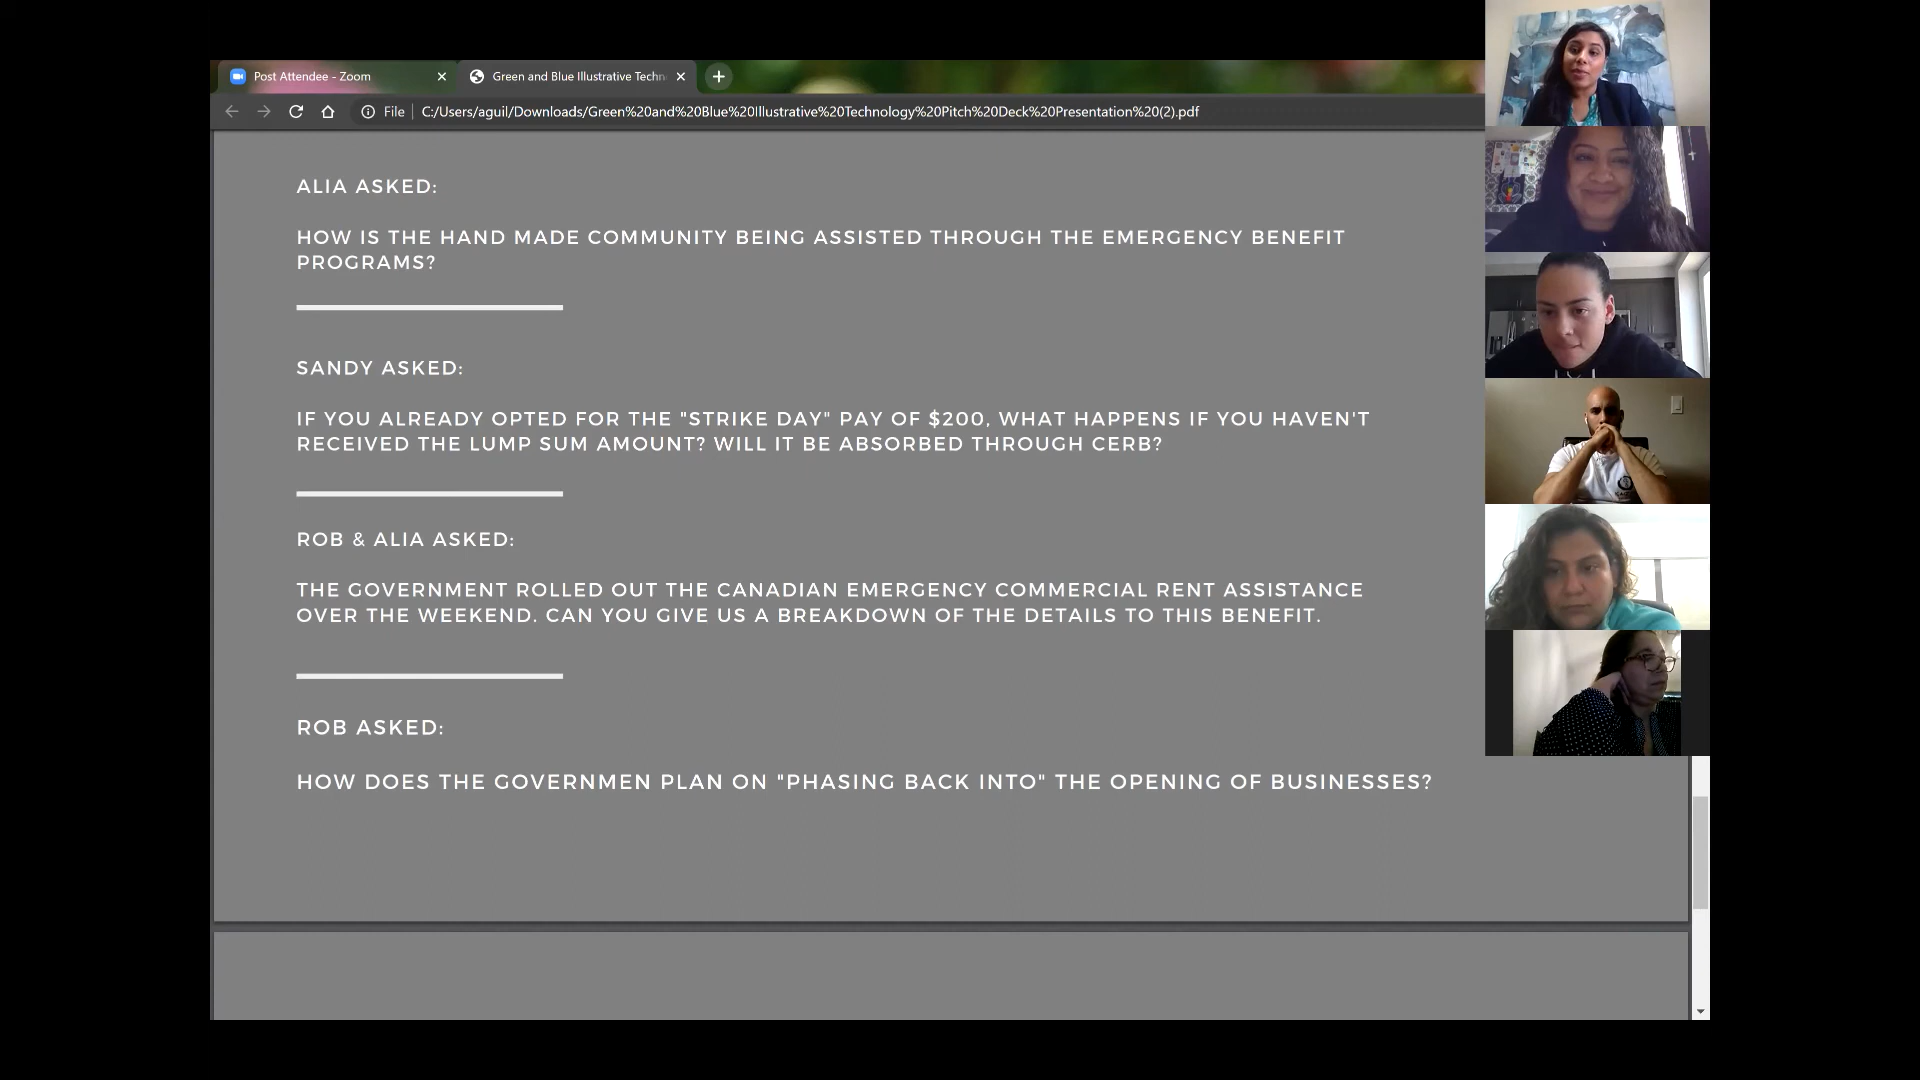 Post Attendee - Zoom
Green and Blue Illustrative Techn
File
C:/Users/aguil/Downloads/Green%20and%20Blue%20Illustrative%20Technology%20Pitch%20Deck%20Presentation%20(2).pdf
ALIA ASKED:
HOW IS THE HAND MADE COMMUNITY BEING ASSISTED THROUGH THE EMERGENCY BENEFIT
PROGRAMS?
SANDY ASKED:
IF YOU ALREADY OPTED FOR THE "STRIKE DAY" PAY OF $200, WHAT HAPPENS IF YOU HAVEN'T
RECEIVED THE LUMP SUM AMOUNT? WILL IT BE ABSORBED THROUGH CERB?
ROB & ALIA ASKED:
THE GOVERNMENT ROLLED OUT THE CANADIAN EMERGENCY COMMERCIAL RENT ASSISTANCE
OVER THE WEEKEND. CAN YOU GIVE US A BREAKDOWN OF THE DETAILS TO THIS BENEFIT.
ROB ASKED:
HOW DOES THE GOVERNMEN PLAN ON "PHASING BACK INTO" THE OPENING OF BUSINESSES?